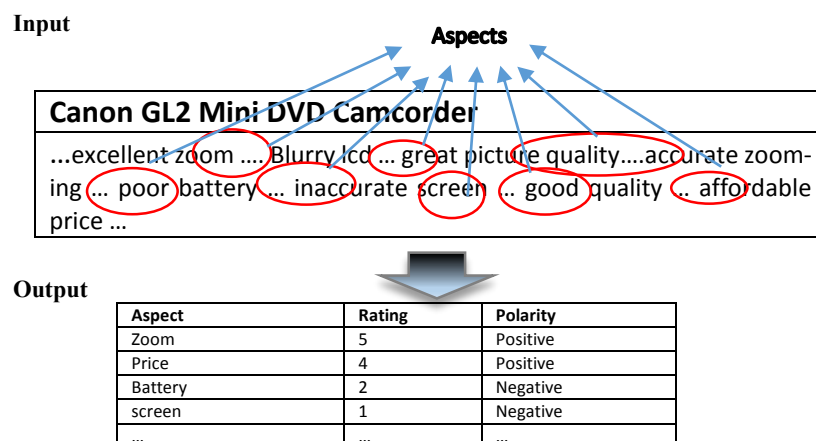 Input
Aspects
Canon GL2 Mini DVD Camcorder
...excellent zoom .... Blurry lcd ... great picture quality....accurate zoom-
ing ... poor battery ... inaccurate screen ... good quality ... affordable
price ...
Output
Aspect Rating Polarity
Zoom 5 Positive
Price 4 Positive
Battery 2 Negative
screen 1 Negative
... ... ...